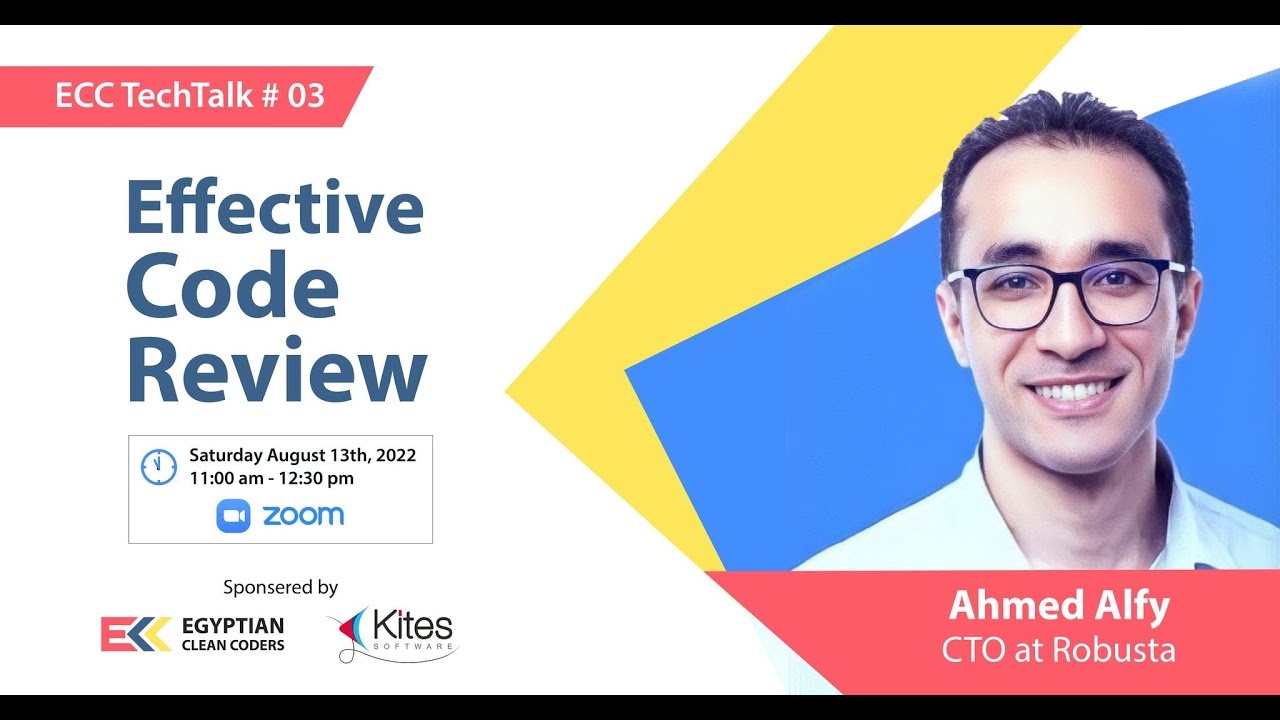 ECC TechTalk # 03
Effective
Code
Review
Saturday August 13th, 2022
11:00 am - 12:30 pm
zoom
Sponsered by
ECC EGYPTIAN
CLEAN CODERS
Kites
SOFTWARE
Ahmed Alfy
CTO at Robusta